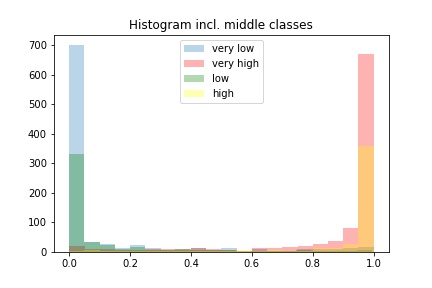 Histogram incl. middle classes
700
600
500
400
300
200
100
0
very low
very high
low
high
0.0 0.2 0.4 0.6 0.8 1.0